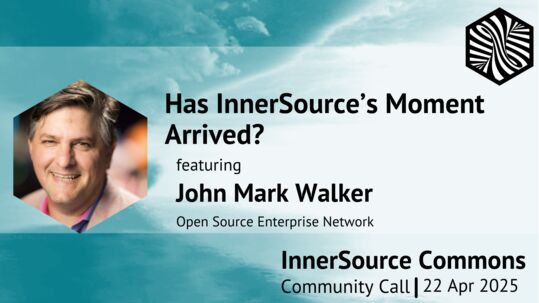 Has InnerSource’s Moment
Arrived?
featuring
John Mark Walker
Open Source Enterprise Network
InnerSource Commons
Community Call | 22 Apr 2025